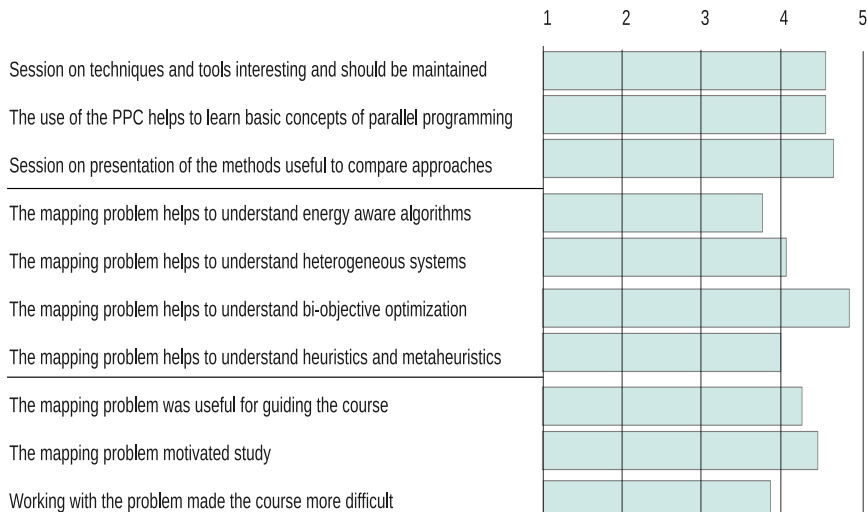 1 2 3 4 5
Session on techniques and tools interesting and should be maintained
The use of the PPC helps to learn basic concepts of parallel programming
Session on presentation of the methods useful to compare approaches
The mapping problem helps to understand energy aware algorithms
The mapping problem helps to understand heterogeneous systems
The mapping problem helps to understand bi-objective optimization
The mapping problem helps to understand heuristics and metaheuristics
The mapping problem was useful for guiding the course
The mapping problem motivated study
Working with the problem made the course more difficult